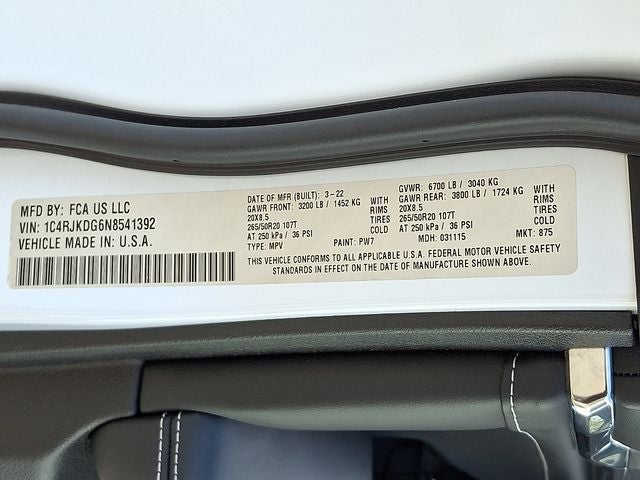 MFD BY: FCA US LLC
VIN: 1C4RJKDG6N8541392
VEHICLE MADE IN: U.S.A.
DATE OF MFR (BUILT): 3-22
GAWR FRONT: 3200 LB / 1452 KG WITH
20X8.5 RIMS
265/50R20 107T TIRES
AT 250 kPa / 36 PSI COLD
TYPE: MPV PAINT: PW7
GVWR: 6700 LB / 3040 KG
GAWR REAR: 3800 LB / 1724 KG WITH
20X8.5 RIMS
265/50R20 107T TIRES
AT 250 kPa / 36 PSI COLD
MDH: 031115 MKT: 875
THIS VEHICLE CONFORMS TO ALL APPLICABLE U.S.A. FEDERAL MOTOR VEHICLE SAFETY
STANDARDS IN EFFECT ON THE DATE OF MANUFACTURE SHOWN ABOVE.